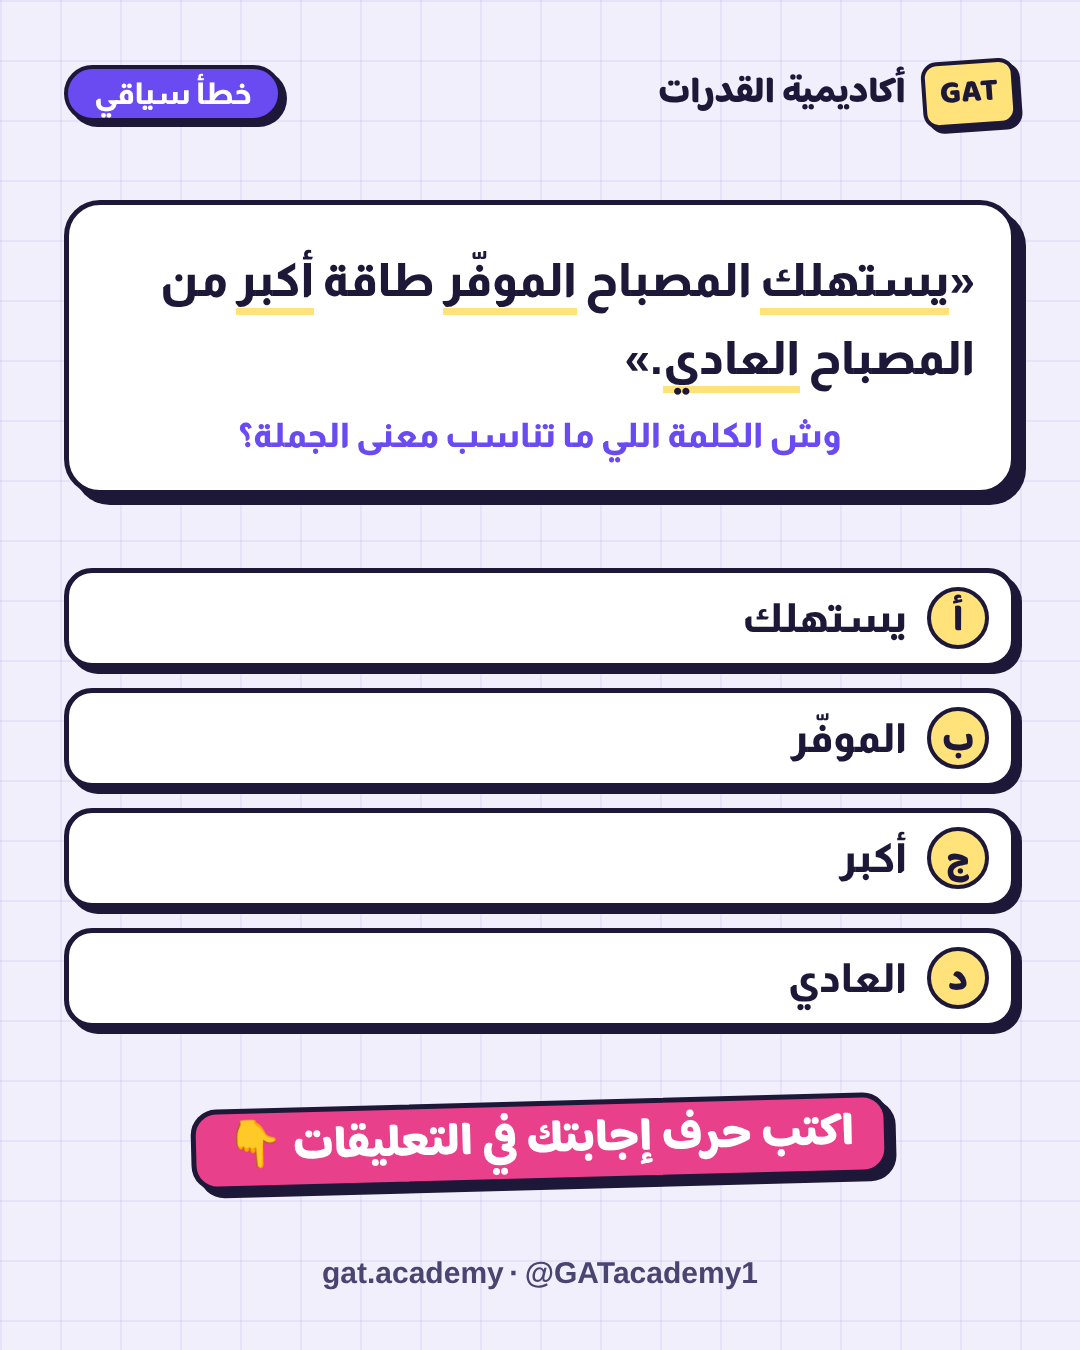 GAT أكاديمية القدرات
خطأ سياقي
«يستهلك المصباح الموفّر طاقة أكبر من
المصباح العادي.»
وش الكلمة اللي ما تناسب معنى الجملة؟
أ يستهلك
ب الموفّر
ج أكبر
د العادي
اكتب حرف إجابتك في التعليقات 👇
gat.academy · @GATacademy1